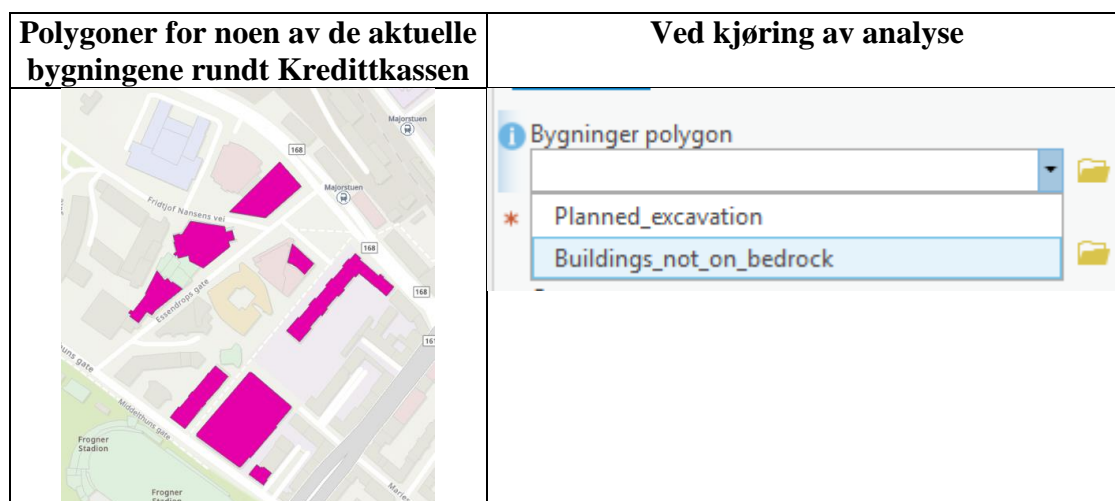 Polygoner for noen av de aktuelle
bygningene rundt Kredittkassen
Ved kjøring av analyse
Majorstuen
168
Majorstuen
Fridtjof Nansens vei
168
168
Essendrops gate
gate
Middelthuns gate
Frogner
Stadion
Frogner
Bygninger polygon
* Planned_excavation
Buildings_not_on_bedrock